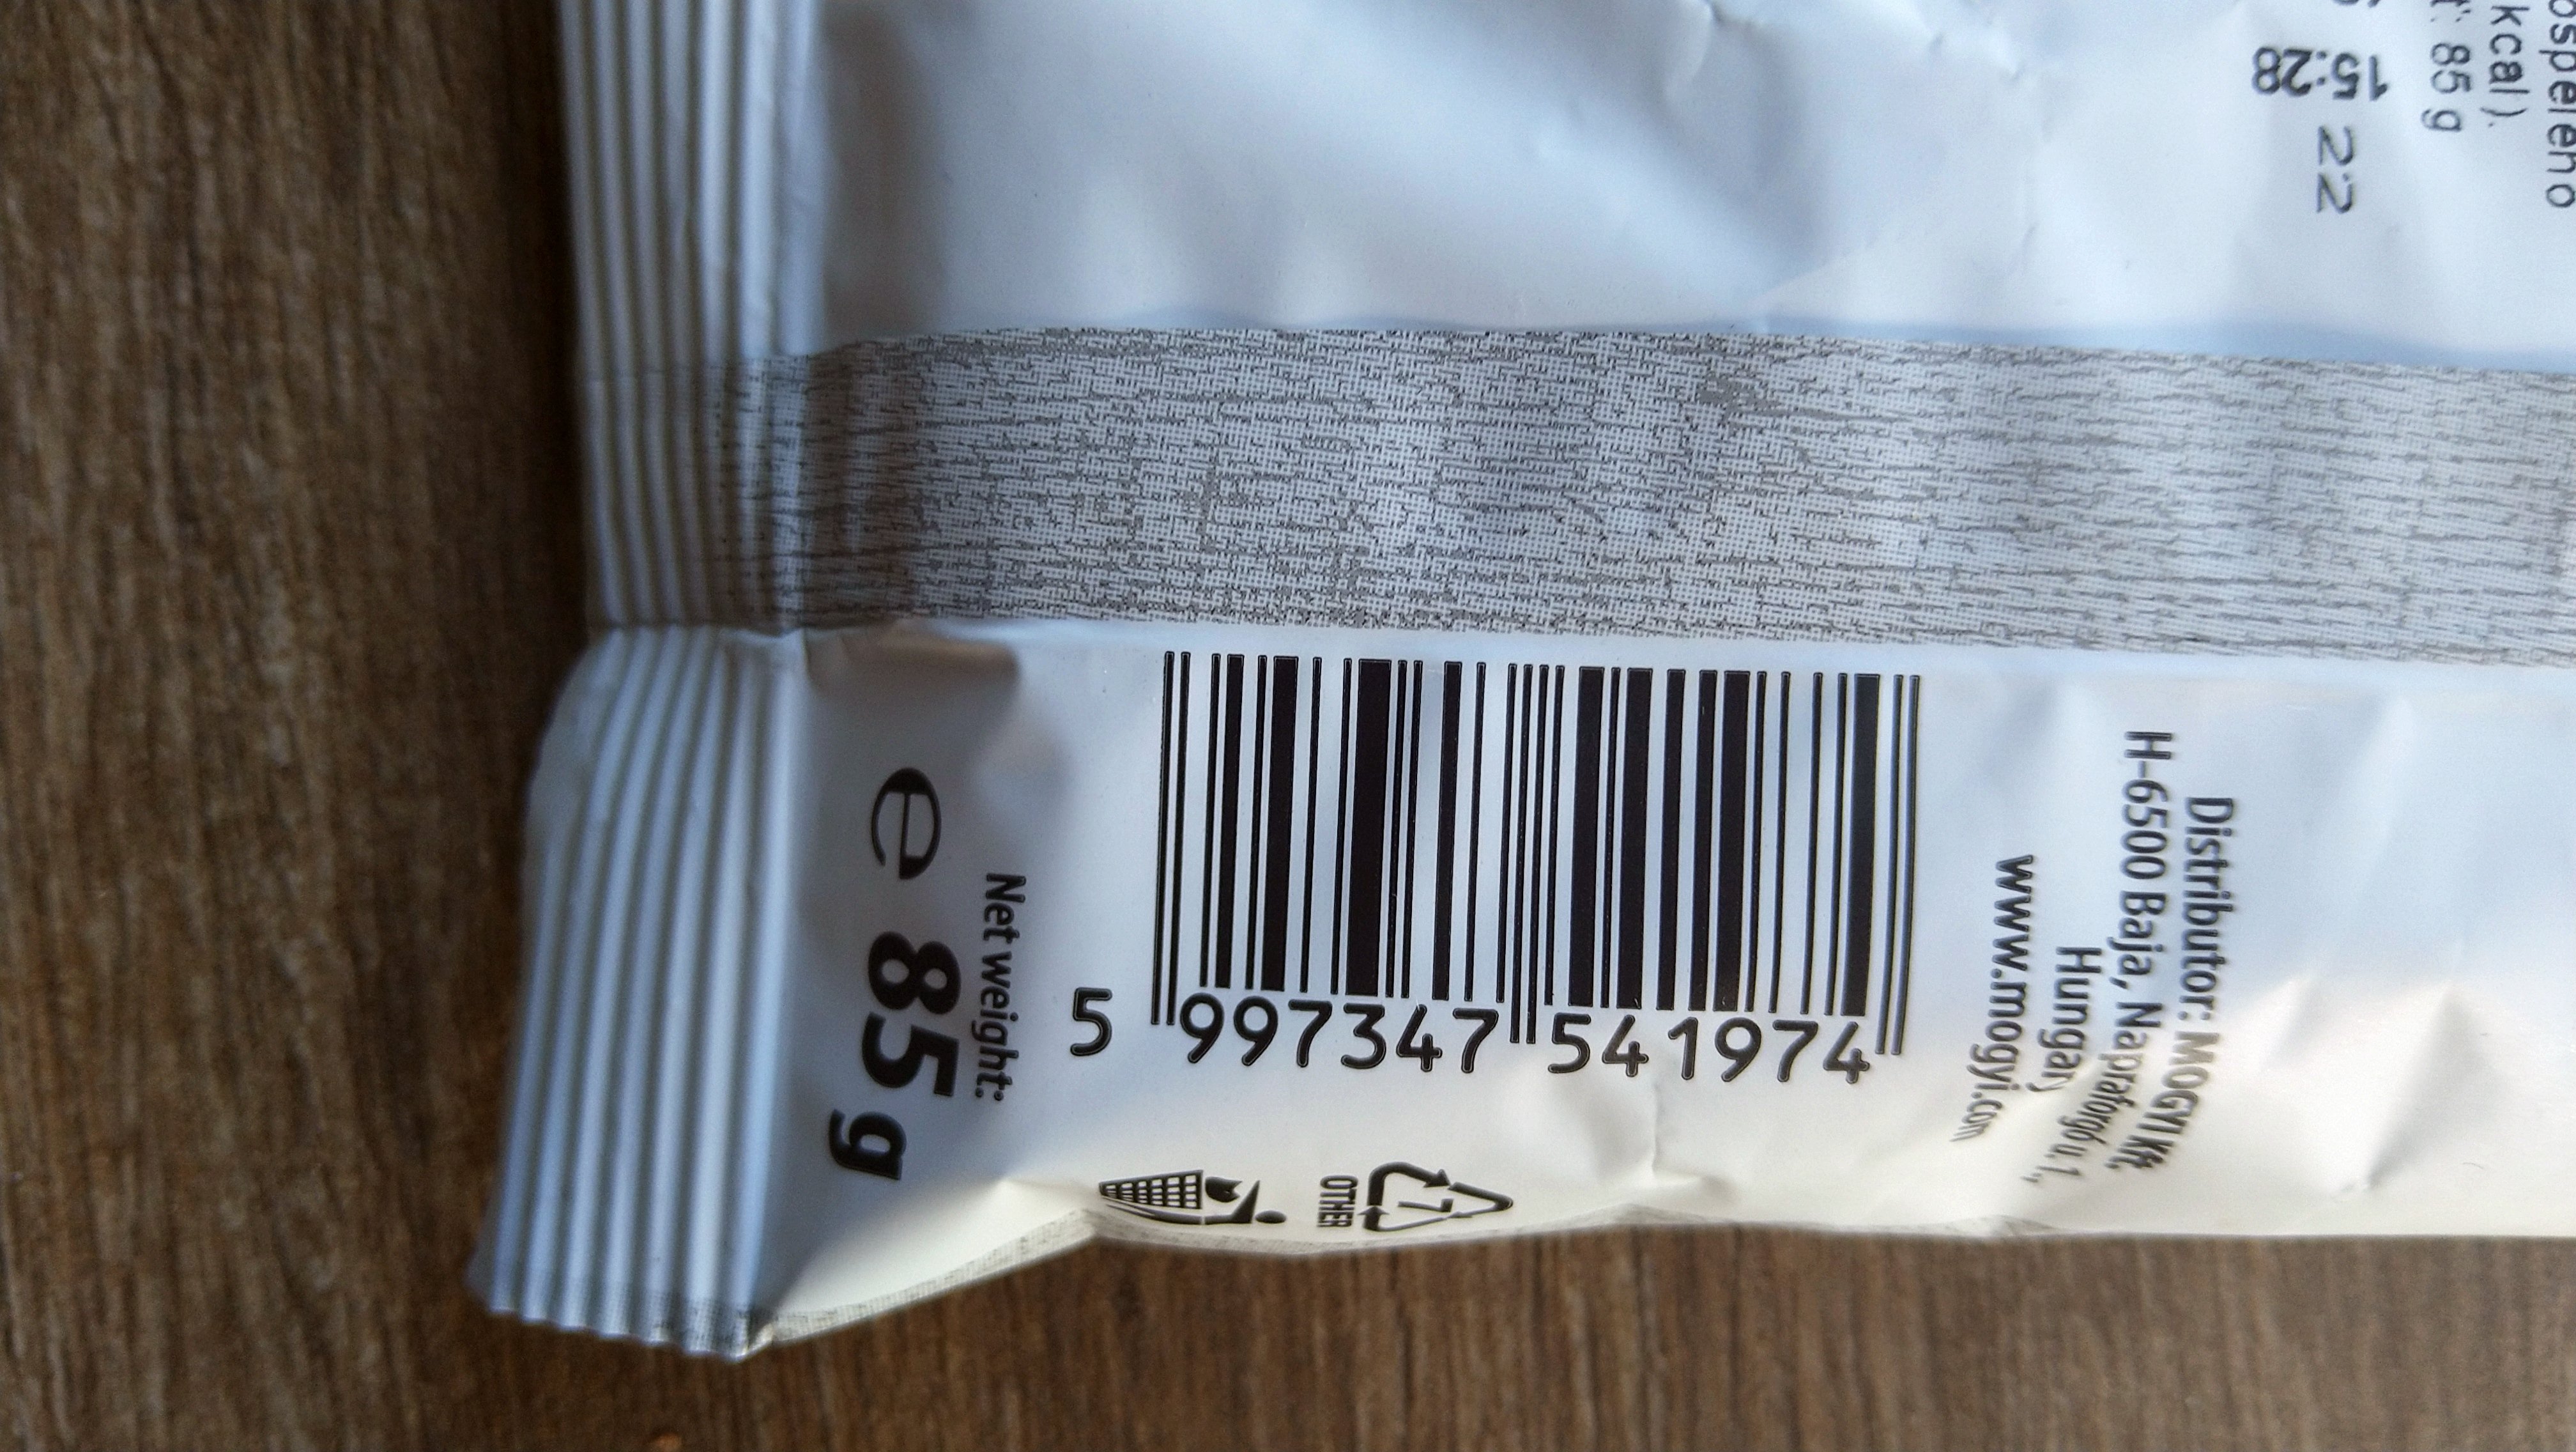 kcal).
85 g
15:28
22
Distributor: MOGYI Kft.
H-6500 Baja, Napraforgó u. 1.,
Hungary
www.mogyi.com
5 997347 541974
Net weight:
e 85 g
7
OTHER